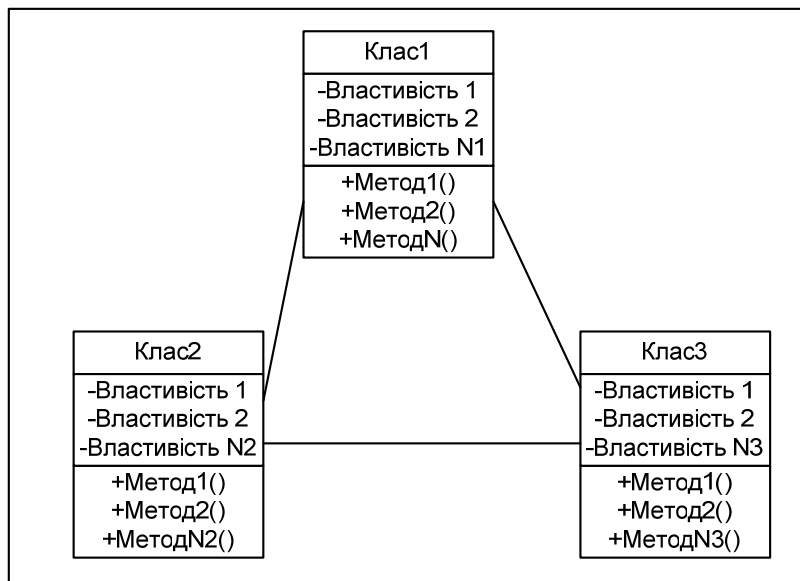 Клас1
-Властивість 1
-Властивість 2
-Властивість N1
+Метод1()
+Метод2()
+МетодN()
Клас2
-Властивість 1
-Властивість 2
-Властивість N2
+Метод1()
+Метод2()
+МетодN2()
Клас3
-Властивість 1
-Властивість 2
-Властивість N3
+Метод1()
+Метод2()
+МетодN3()